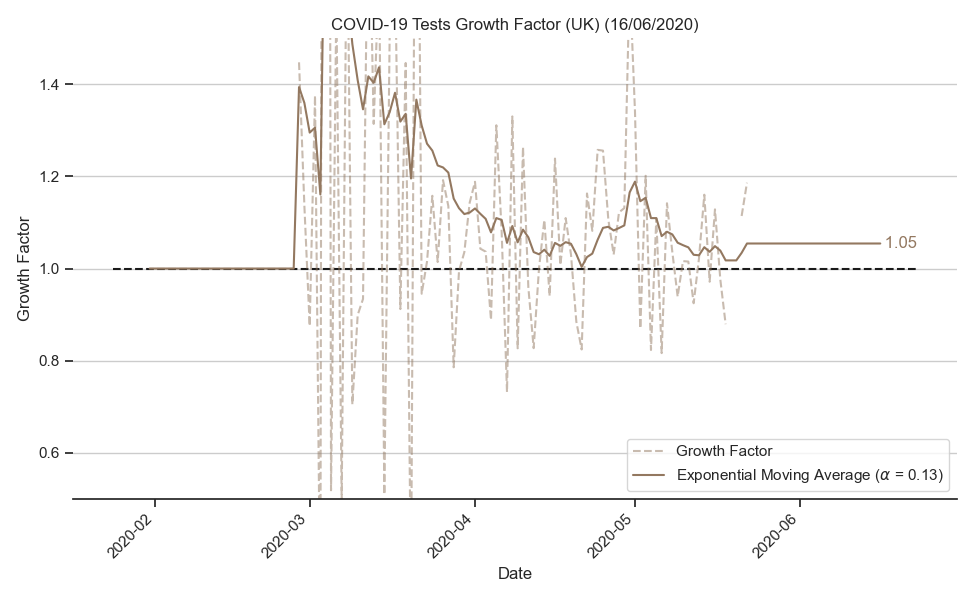 COVID-19 Tests Growth Factor (UK) (16/06/2020)
Growth Factor
1.4
1.2
1.0
0.8
0.6
1.05
Growth Factor
Exponential Moving Average (α = 0.13)
2020-02
2020-03
2020-04
2020-05
2020-06
Date